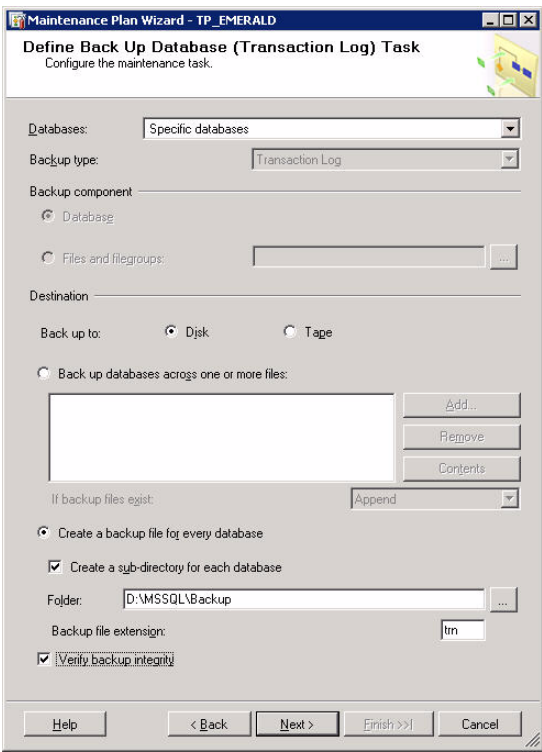 Maintenance Plan Wizard - TP_EMERALD
Define Back Up Database (Transaction Log) Task
Configure the maintenance task.
Databases: Specific databases
Backup type: Transaction Log
Backup component
Database
Files and filegroups: ...
Destination
Back up to: Disk Tape
Back up databases across one or more files:
Add...
Remove
Contents
If backup files exist: Append
Create a backup file for every database
Create a sub-directory for each database
Folder: D:\MSSQL\Backup ...
Backup file extension: trn
Verify backup integrity
Help < Back Next > Finish >>| Cancel